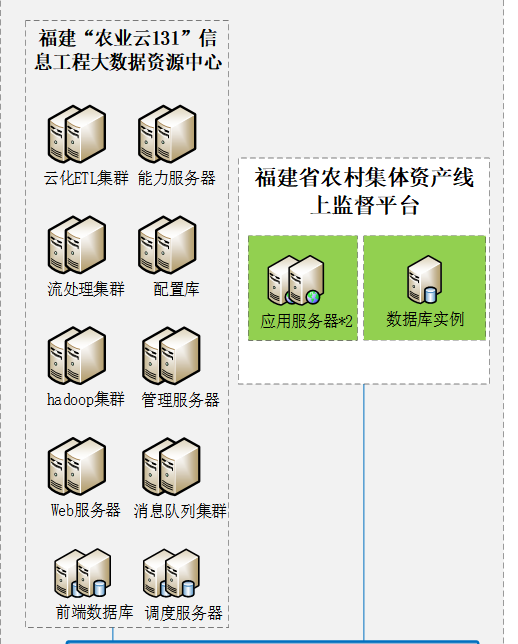 福建“农业云131”信
息工程大数据资源中心
云化ETL集群 能力服务器
流处理集群 配置库
hadoop集群 管理服务器
Web服务器 消息队列集群
前端数据库 调度服务器
福建省农村集体资产线
上监督平台
应用服务器*2 数据库实例